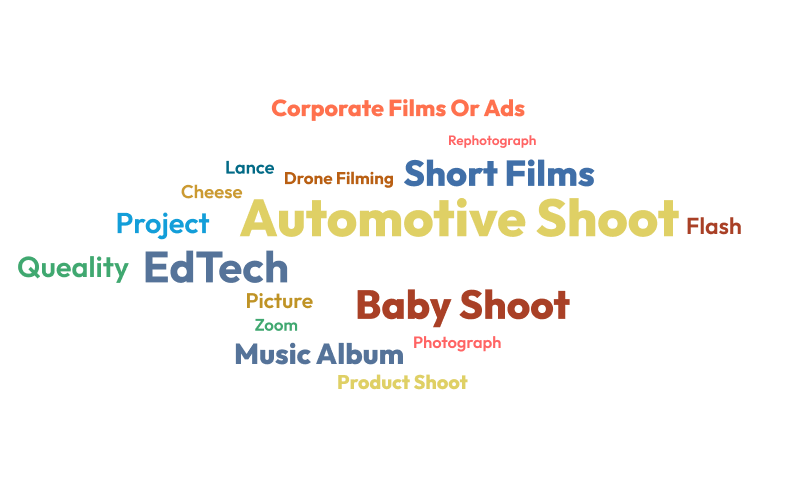 Corporate Films Or Ads
Rephotograph
Lance
Drone Filming
Short Films
Cheese
Project
Automotive Shoot
Flash
Queality
EdTech
Picture
Baby Shoot
Zoom
Photograph
Music Album
Product Shoot